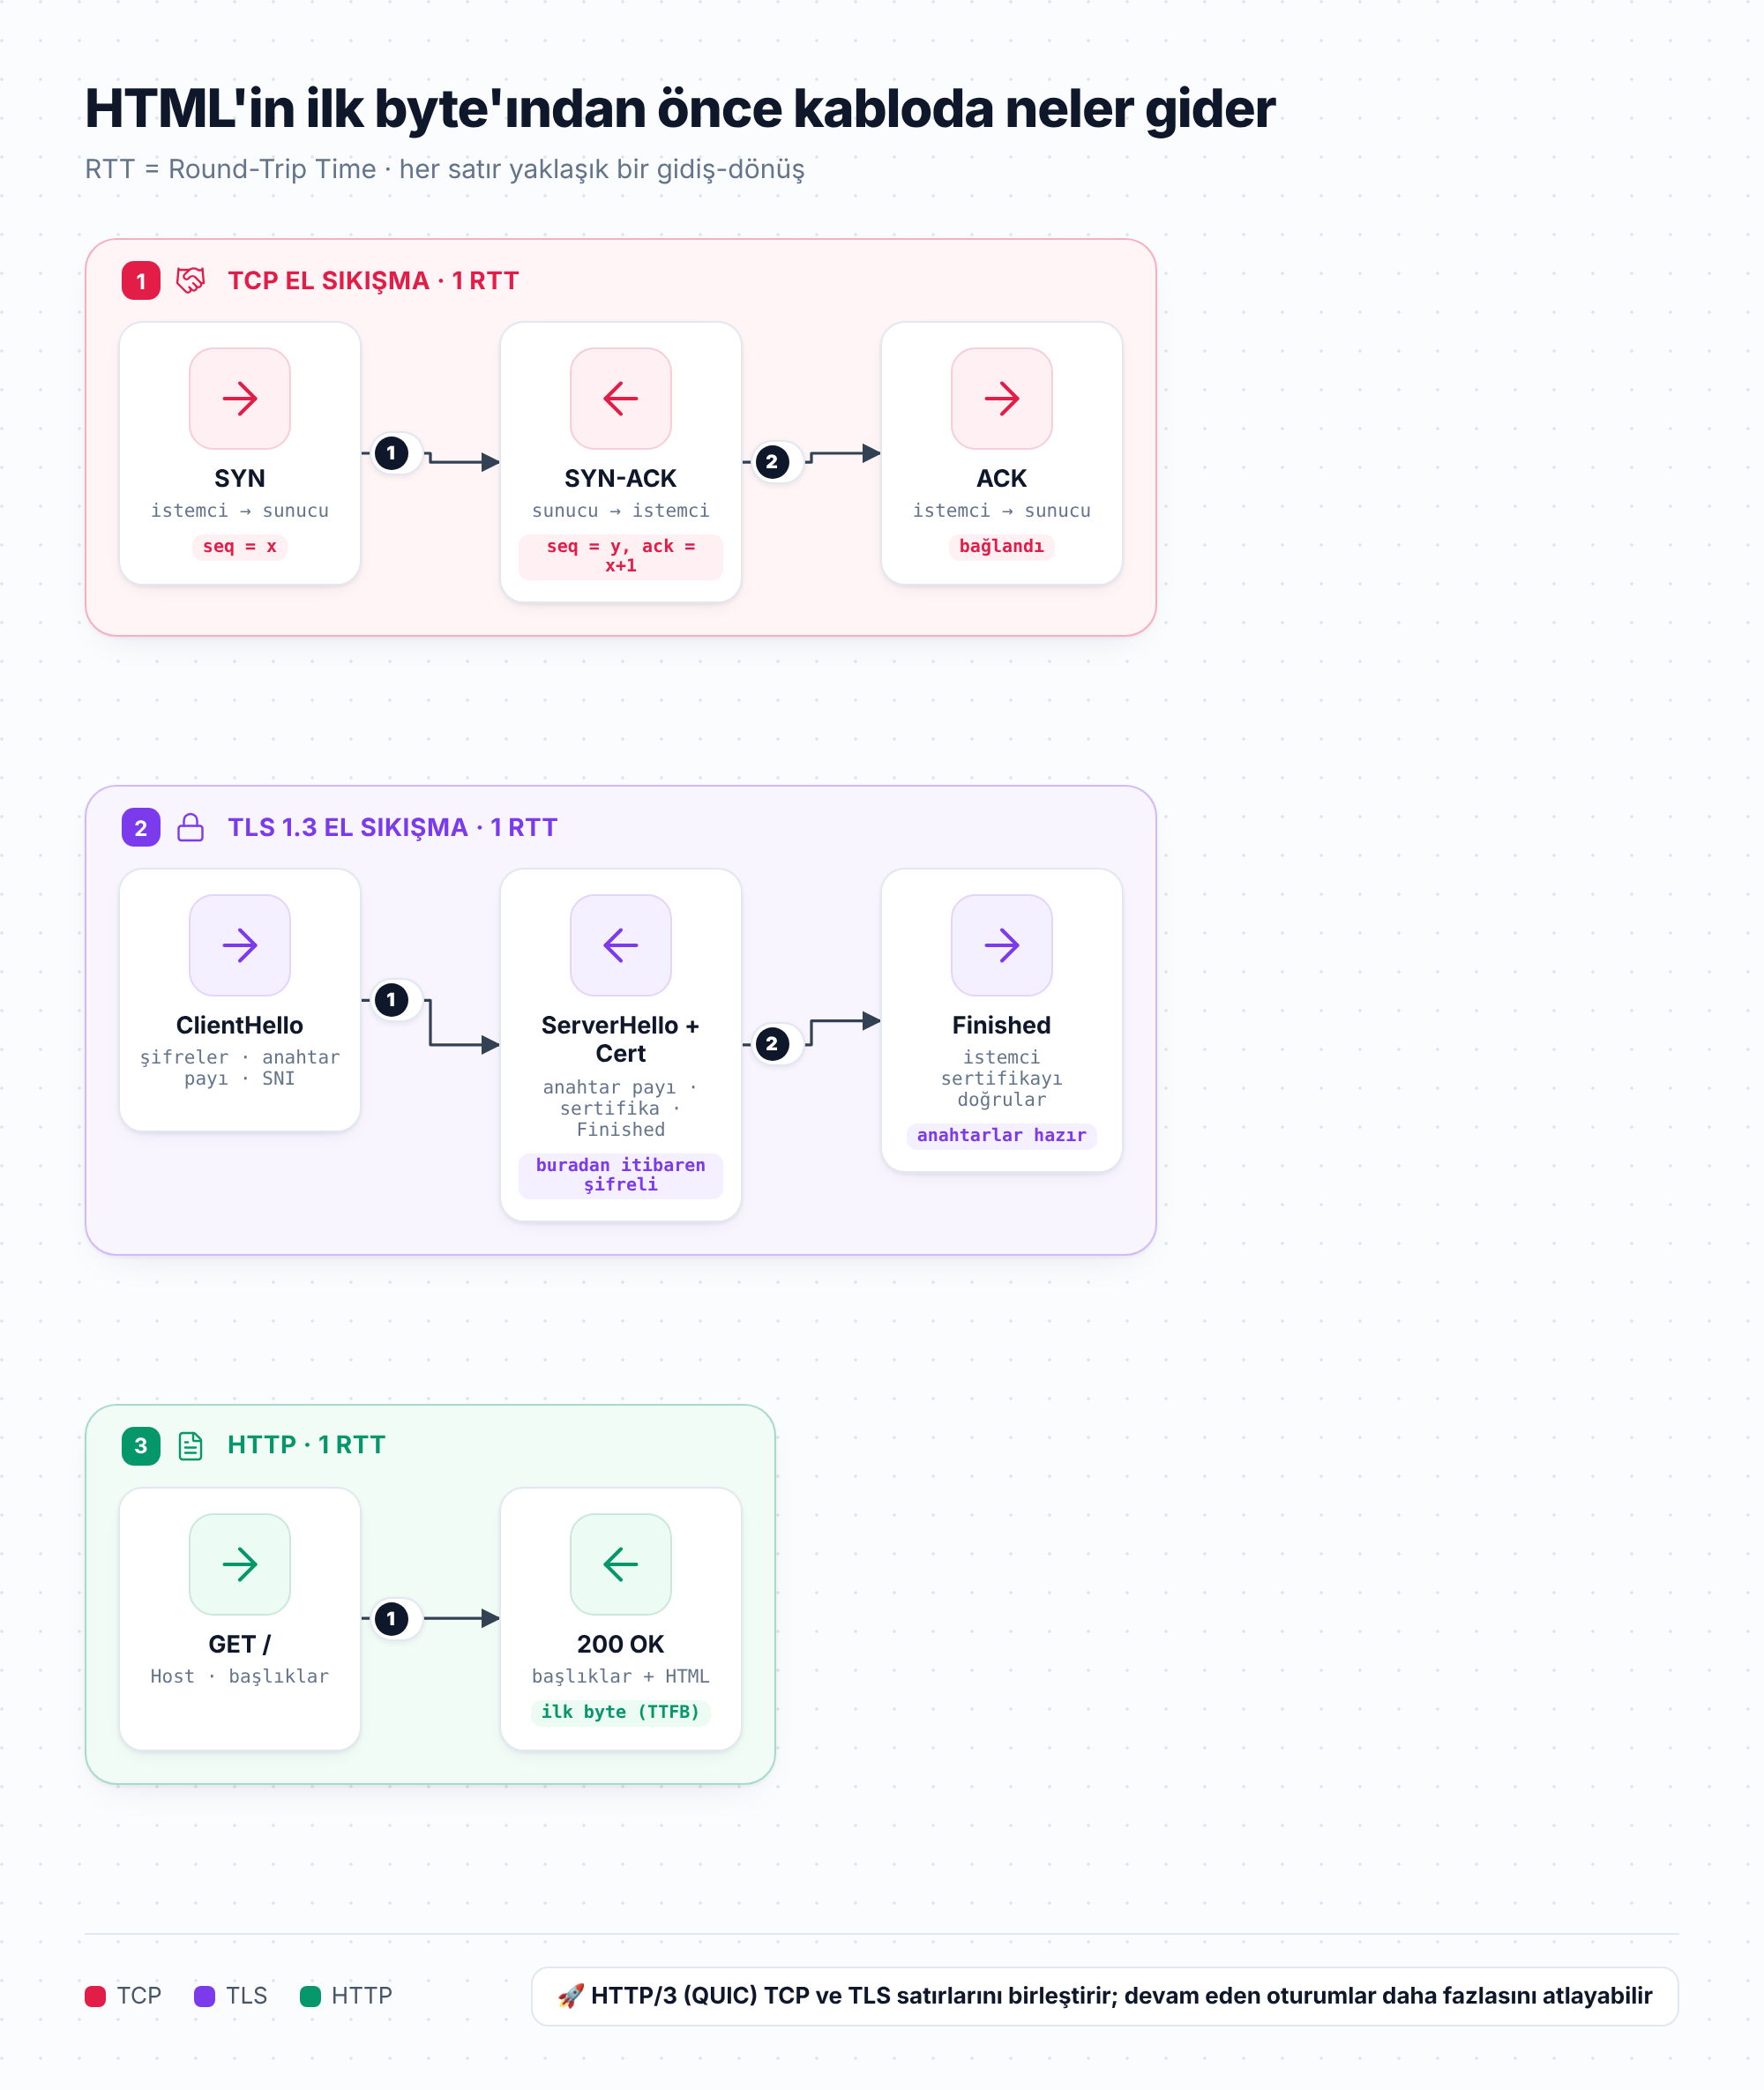 HTML'in ilk byte'ından önce kabloda neler gider
RTT = Round-Trip Time · her satır yaklaşık bir gidiş-dönüş
1 TCP EL SIKIŞMA · 1 RTT
SYN
istemci → sunucu
seq = x
1
SYN-ACK
sunucu → istemci
seq = y, ack =
x+1
2
ACK
istemci → sunucu
bağlandı
2 TLS 1.3 EL SIKIŞMA · 1 RTT
ClientHello
şifreler · anahtar
payı · SNI
1
ServerHello +
Cert
anahtar payı ·
sertifika ·
Finished
buradan itibaren
şifreli
2
Finished
istemci
sertifikayı
doğrular
anahtarlar hazır
3 HTTP · 1 RTT
GET /
Host · başlıklar
1
200 OK
başlıklar + HTML
ilk byte (TTFB)
TCP TLS HTTP
🚀 HTTP/3 (QUIC) TCP ve TLS satırlarını birleştirir; devam eden oturumlar daha fazlasını atlayabilir